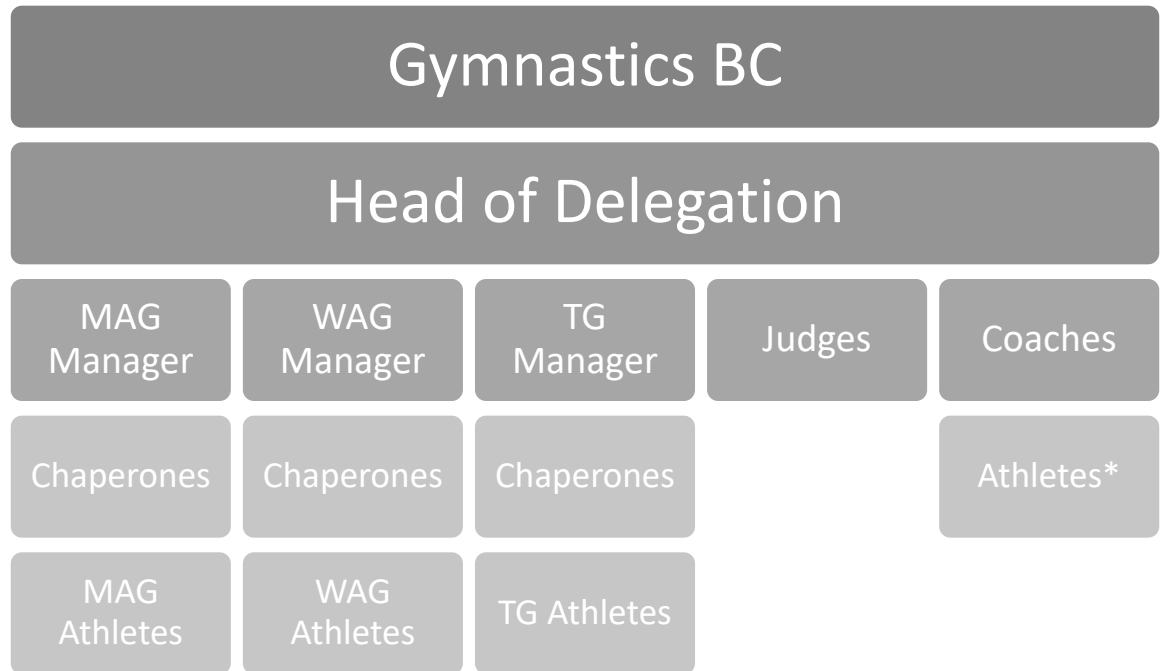 Gymnastics BC
Head of Delegation
MAG
Manager
WAG
Manager
TG
Manager
Judges
Coaches
Chaperones
Chaperones
Chaperones
Athletes*
MAG
Athletes
WAG
Athletes
TG Athletes